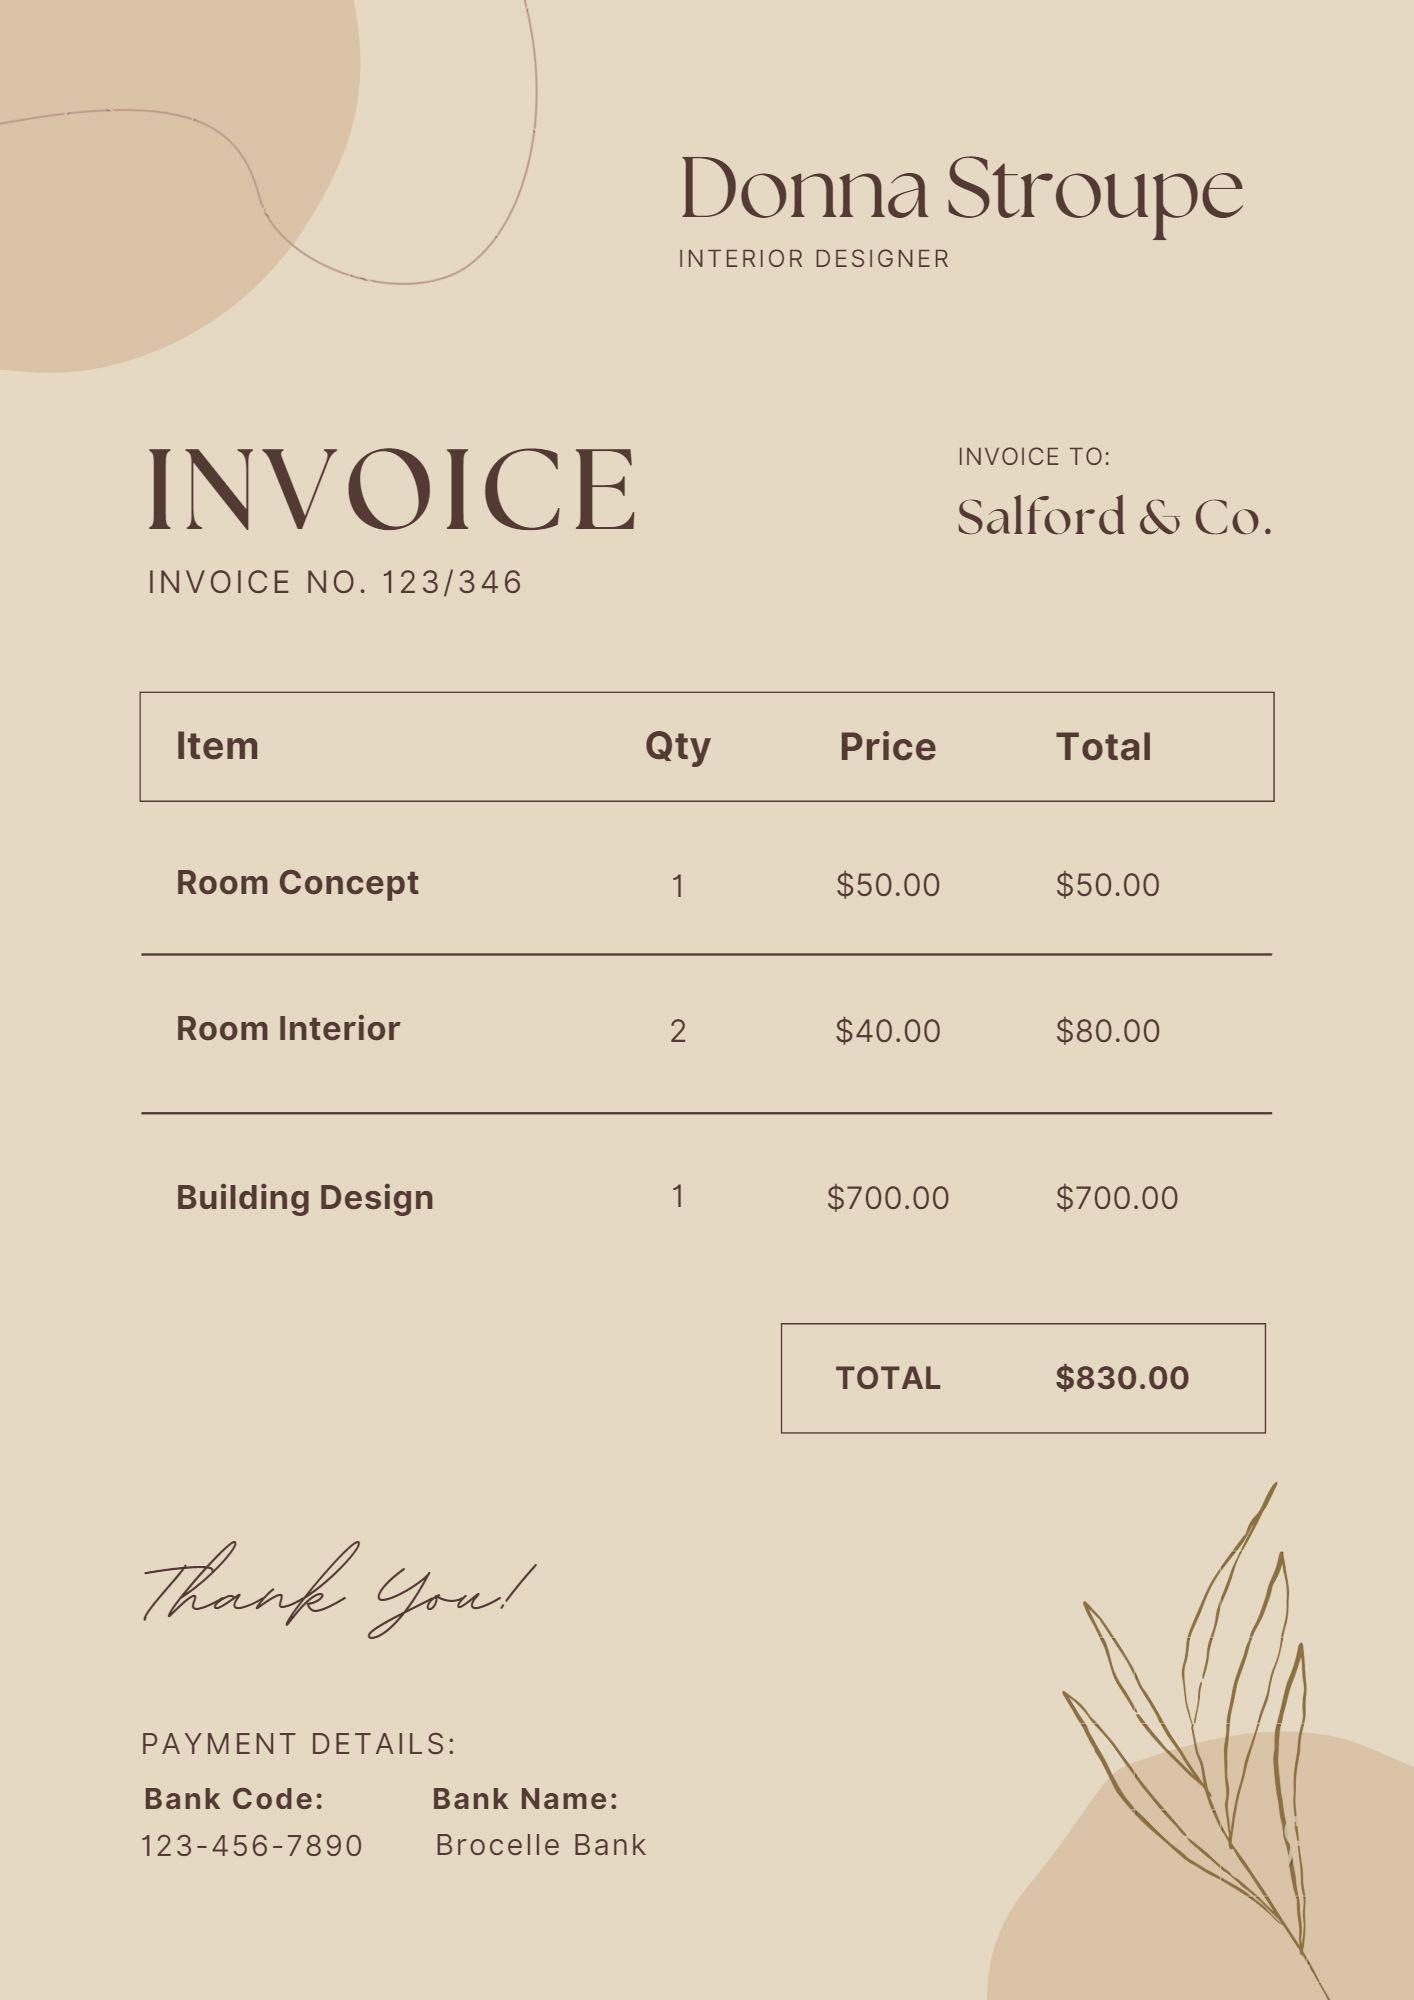 Donna Stroupe
INTERIOR DESIGNER
INVOICE
INVOICE NO. 123/346
INVOICE TO:
Salford & Co.
Item Qty Price Total
Room Concept 1 $50.00 $50.00
Room Interior 2 $40.00 $80.00
Building Design 1 $700.00 $700.00
TOTAL $830.00
Thank You!
PAYMENT DETAILS:
Bank Code: Bank Name:
123-456-7890 Brocelle Bank